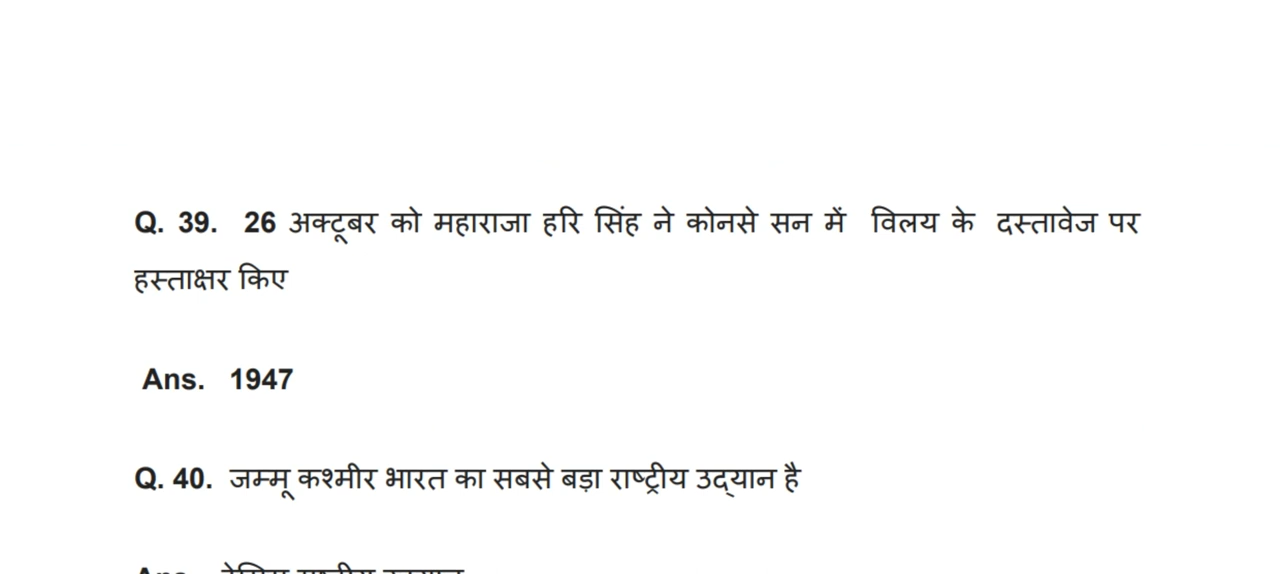 Q. 39. 26 अक्टूबर को महाराजा हरि सिंह ने कोनसे सन में विलय के दस्तावेज पर
हस्ताक्षर किए
Ans. 1947
Q. 40. जम्मू कश्मीर भारत का सबसे बड़ा राष्ट्रीय उद्यान है
Ans.